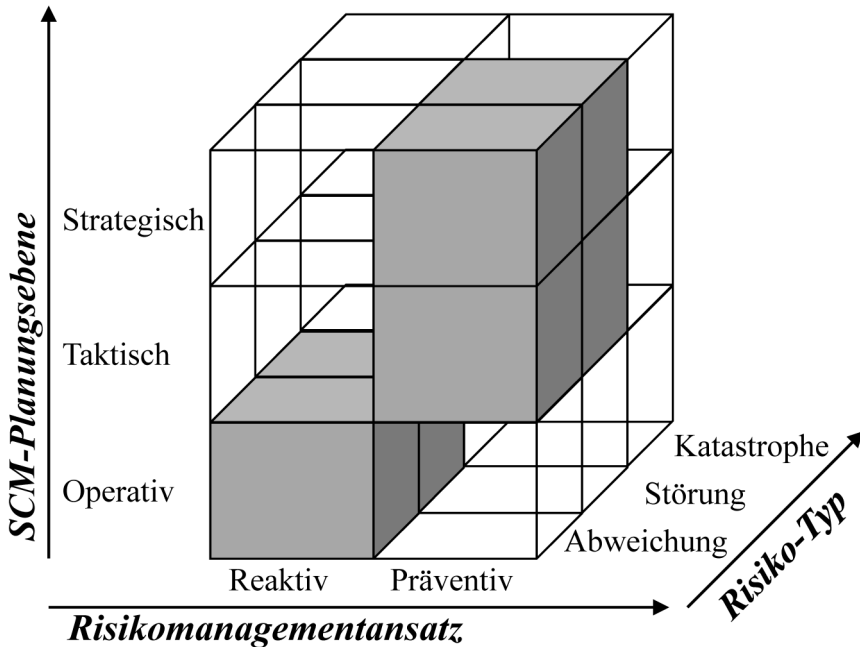 SCM-Planungsebene
Strategisch
Taktisch
Operativ
Reaktiv
Präventiv
Risikomanagementansatz
Katastrophe
Störung
Abweichung
Risiko-Typ